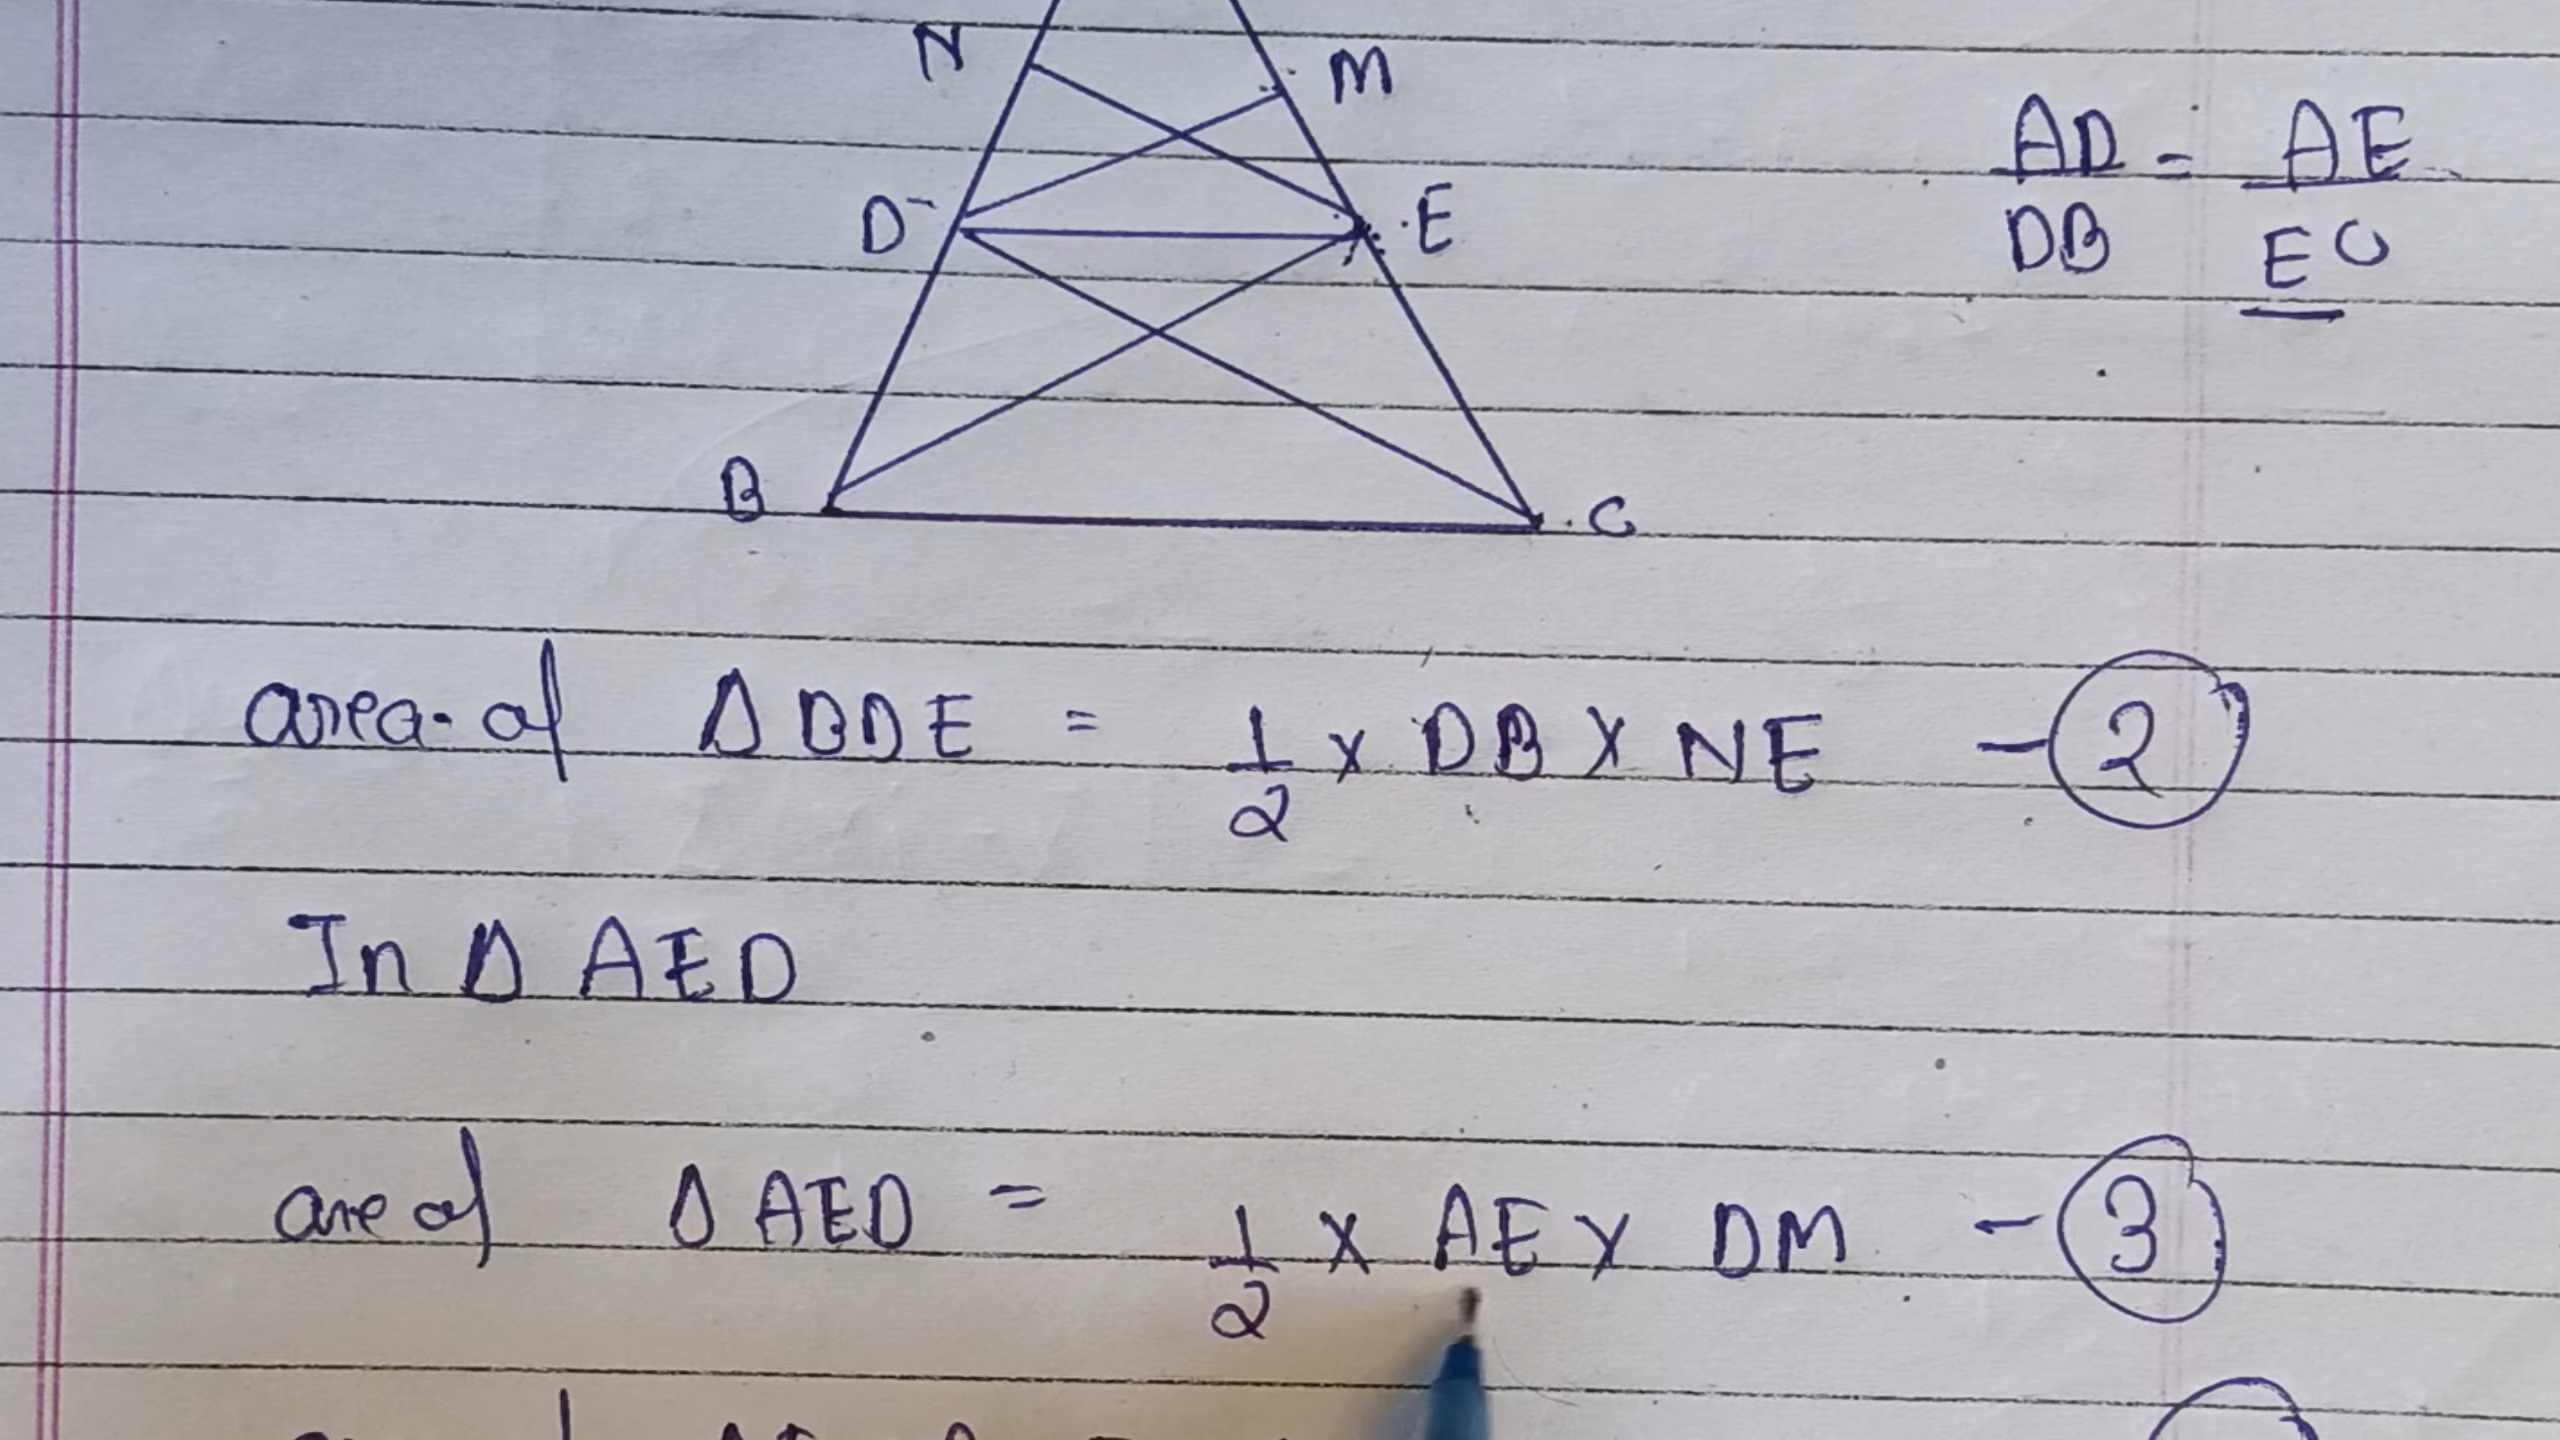 N
M
AD = AE
DB EC
D E
B C
area of Δ BDE = 1/2 x DB x NE - 2
In Δ AED
are of Δ AED = 1/2 x AE x DM - 3